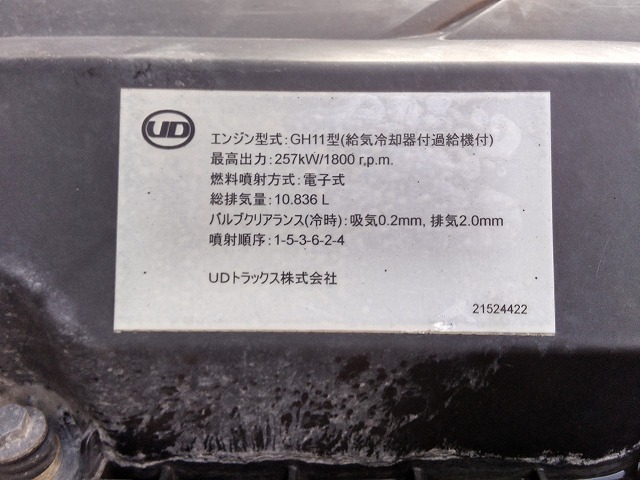 UD
エンジン型式:GH11型(給気冷却器付過給機付)
最高出力:257kW/1800 r,p.m.
燃料噴射方式:電子式
総排気量:10.836 L
バルブクリアランス(冷時):吸気0.2mm, 排気2.0mm
噴射順序:1-5-3-6-2-4
UDトラックス株式会社
21524422